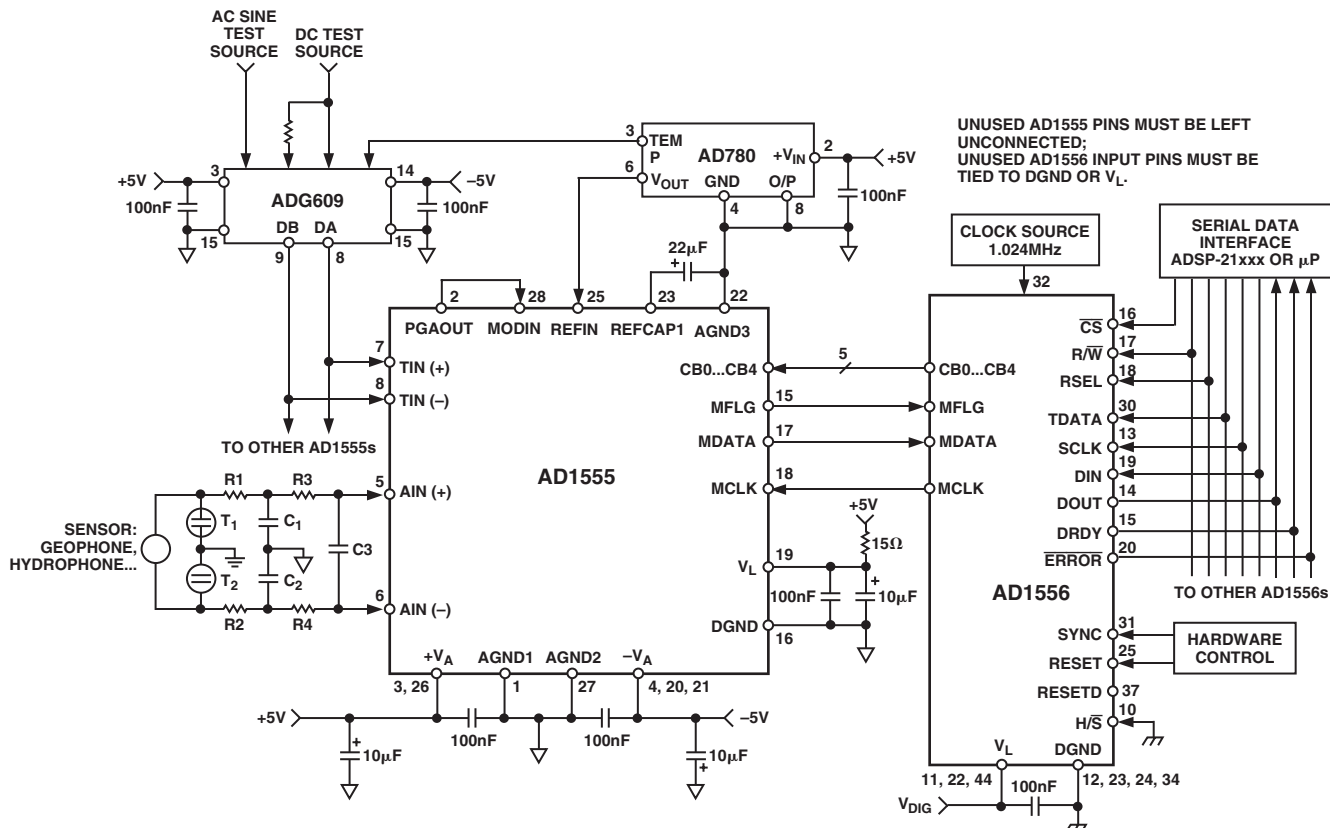 AC SINE
TEST
SOURCE
DC TEST
SOURCE
3
TEM
P
6
VOUT
AD780
+VIN
2
+5V
GND
O/P
4
8
100nF
UNUSED AD1555 PINS MUST BE LEFT
UNCONNECTED;
UNUSED AD1556 INPUT PINS MUST BE
TIED TO DGND OR VL.
+5V
3
14
–5V
100nF
ADG609
100nF
15
DB
DA
15
9
8
22μF
+
CLOCK SOURCE
1.024MHz
32
SERIAL DATA
INTERFACE
ADSP-21xxx OR μP
2
28
25
23
22
PGAOUT
MODIN
REFIN
REFCAP1
AGND3
7
TIN (+)
8
TIN (–)
TO OTHER AD1555s
AD1555
CB0...CB4
5
CB0...CB4
MFLG
15
MFLG
MDATA
17
MDATA
MCLK
18
MCLK
CS
16
R/W
17
RSEL
18
TDATA
30
SCLK
13
DIN
19
DOUT
14
DRDY
15
ERROR
20
TO OTHER AD1556s
AD1556
SENSOR:
GEOPHONE,
HYDROPHONE...
R1
R3
5
AIN (+)
T1
C1
C3
T2
C2
R2
R4
6
AIN (–)
+5V
15Ω
VL
19
100nF
+
10μF
DGND
16
SYNC
31
RESET
25
HARDWARE
CONTROL
RESETD
37
H/S
10
+VA
AGND1
AGND2
–VA
3, 26
1
27
4, 20, 21
+5V
100nF
100nF
–5V
+
10μF
10μF
+
VL
DGND
11, 22, 44
100nF
12, 23, 24, 34
VDIG